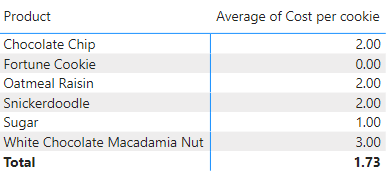 Product Average of Cost per cookie
Chocolate Chip 2.00
Fortune Cookie 0.00
Oatmeal Raisin 2.00
Snickerdoodle 2.00
Sugar 1.00
White Chocolate Macadamia Nut 3.00
Total 1.73